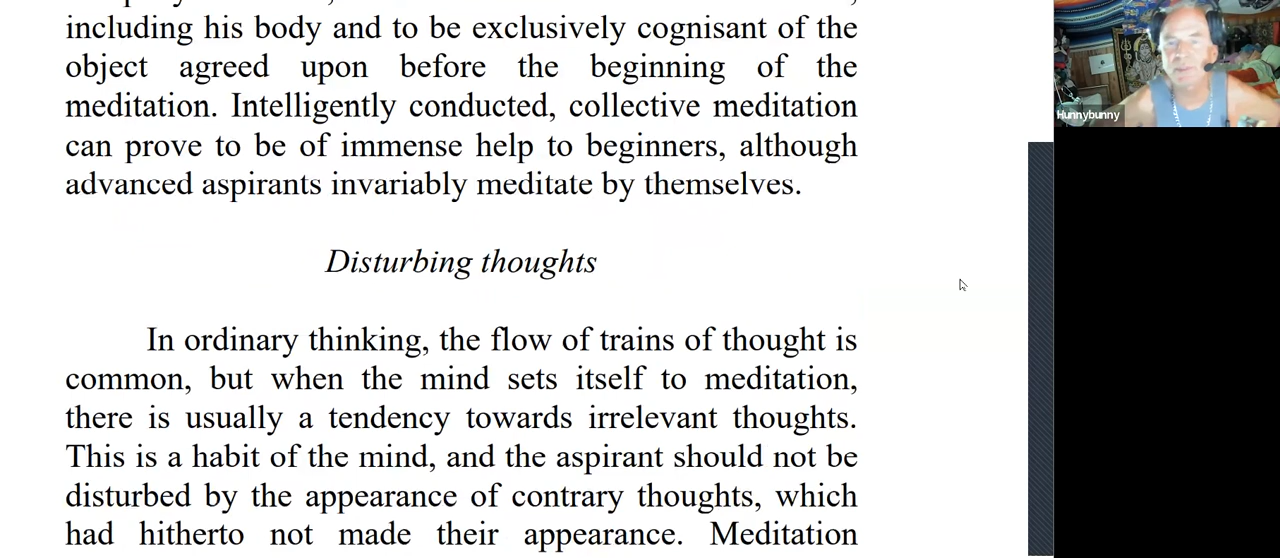 including his body and to be exclusively cognisant of the
object agreed upon before the beginning of the
meditation. Intelligently conducted, collective meditation
can prove to be of immense help to beginners, although
advanced aspirants invariably meditate by themselves.
Disturbing thoughts
In ordinary thinking, the flow of trains of thought is
common, but when the mind sets itself to meditation,
there is usually a tendency towards irrelevant thoughts.
This is a habit of the mind, and the aspirant should not be
disturbed by the appearance of contrary thoughts, which
had hitherto not made their appearance. Meditation
Hunnybunny